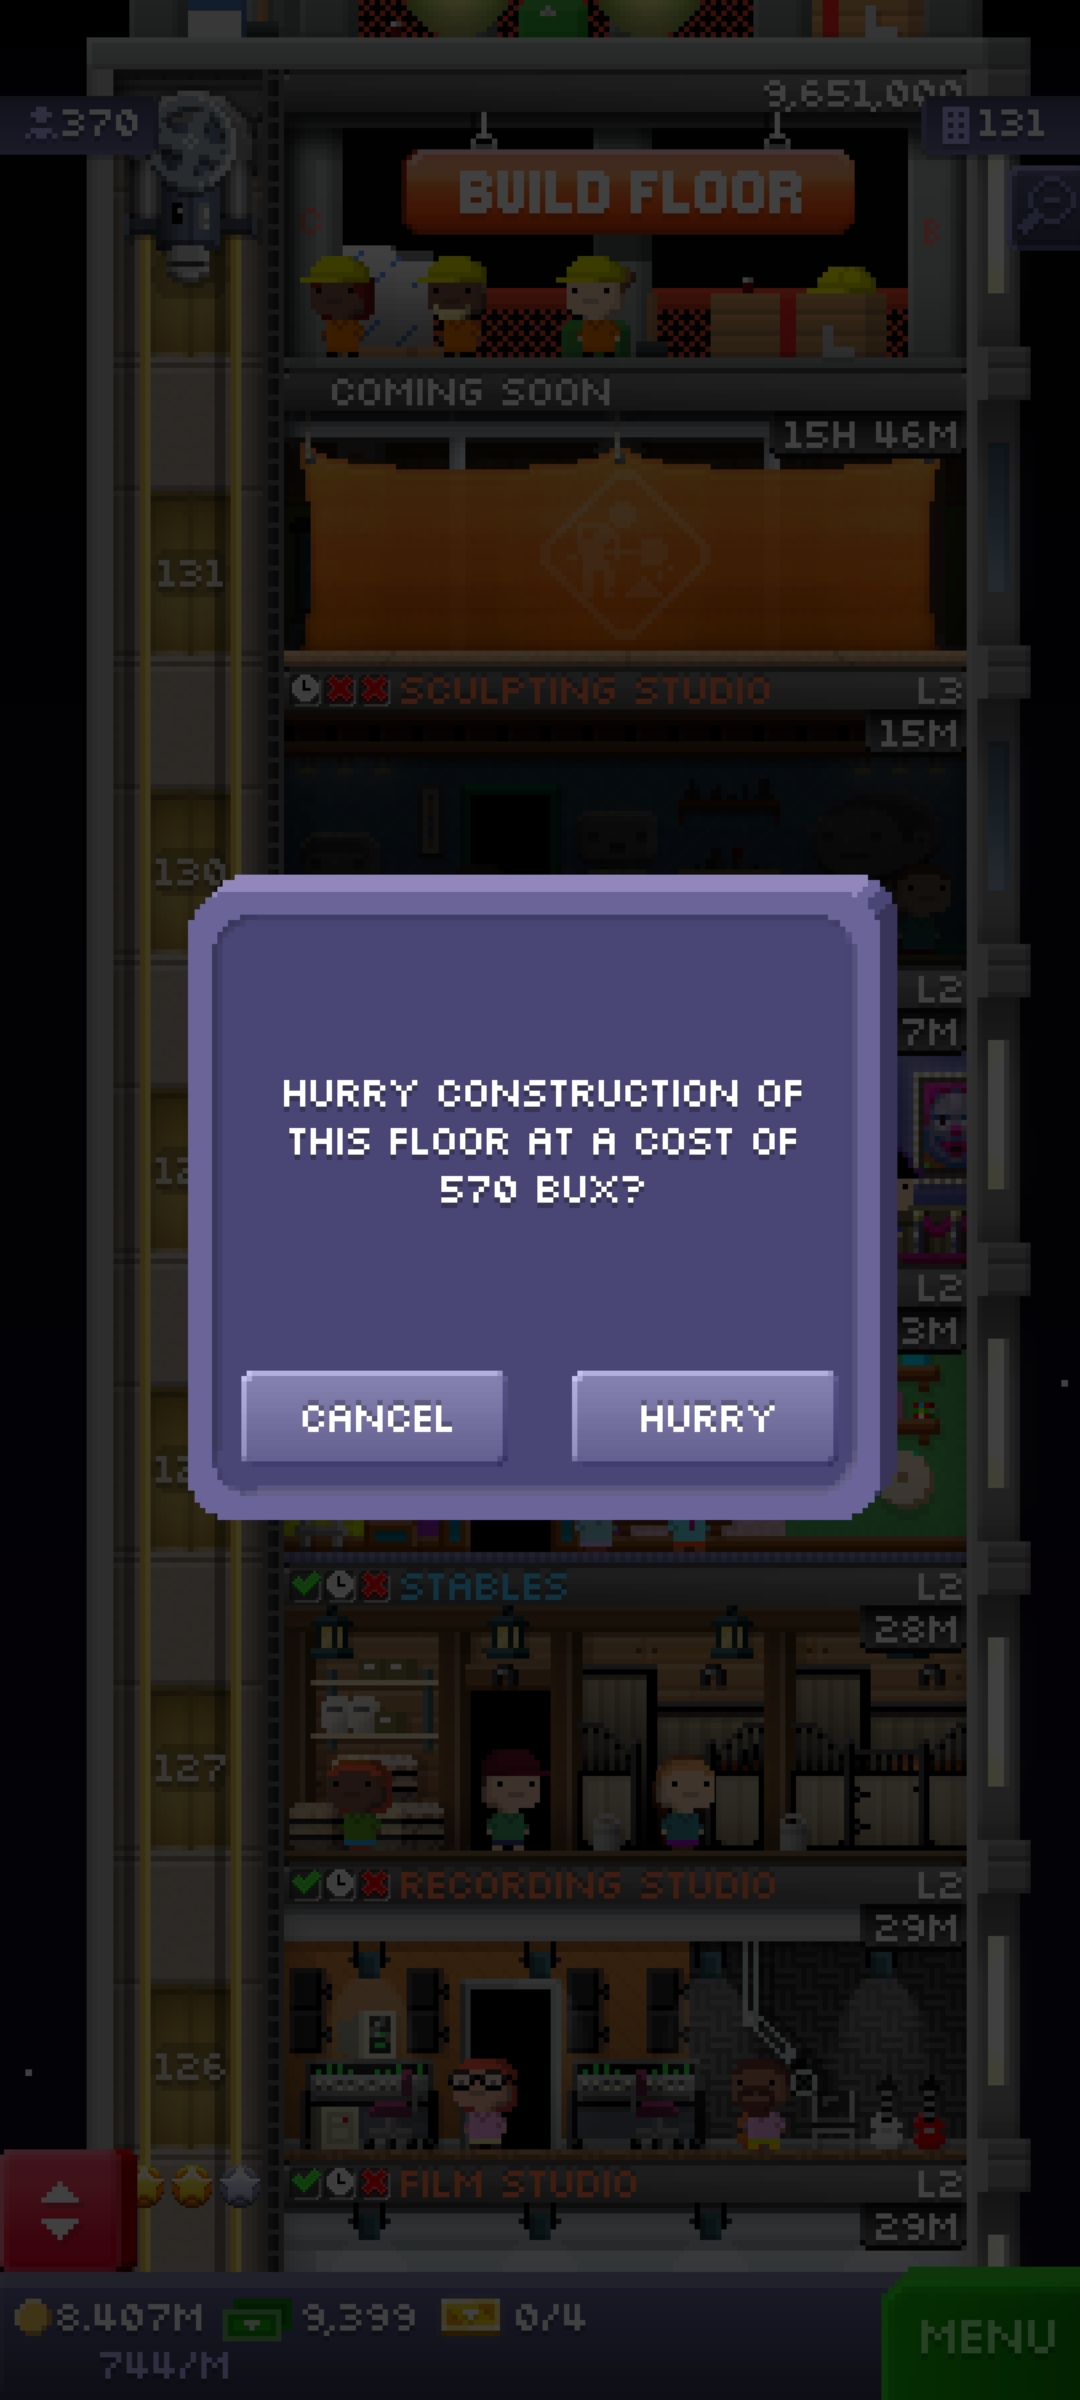 9,651,000
370
131
BUILD FLOOR
COMING SOON
15H 46M
131
SCULPTING STUDIO
L3
15M
130
L2
7M
HURRY CONSTRUCTION OF
THIS FLOOR AT A COST OF
570 BUX?
L2
3M
CANCEL
HURRY
STABLES
L2
28M
127
RECORDING STUDIO
L2
29M
126
FILM STUDIO
L2
29M
8.407M
9,399
0/4
744/M
MENU